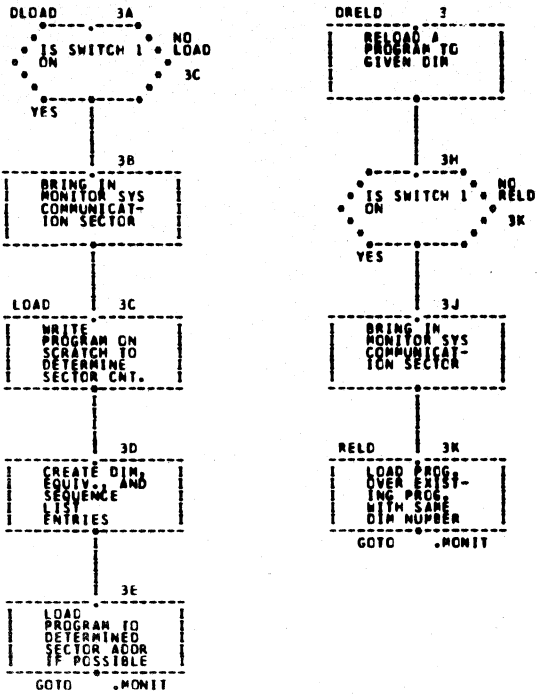 DLOAD 3A
IS SWITCH 1
ON
NO
LOAD
3C
YES
3B
BRING IN
MONITOR SYS
COMMUNICAT-
ION SECTOR
LOAD 3C
WRITE
PROGRAM ON
SCRATCH TO
DETERMINE
SECTOR CNT.
3D
CREATE DIM,
EQUIV., AND
SEQUENCE
LIST
ENTRIES
3E
LOAD
PROGRAM TO
DETERMINED
SECTOR ADDR
IF POSSIBLE
GOTO .MONIT
DRELD 3
RELOAD A
PROGRAM TO
GIVEN DIM
3H
IS SWITCH 1
ON
NO
RELD
3K
YES
3J
BRING IN
MONITOR SYS
COMMUNICAT-
ION SECTOR
RELD 3K
LOAD PROG.
OVER EXIST-
ING PROG.
WITH SAME
DIM NUMBER
GOTO .MONIT